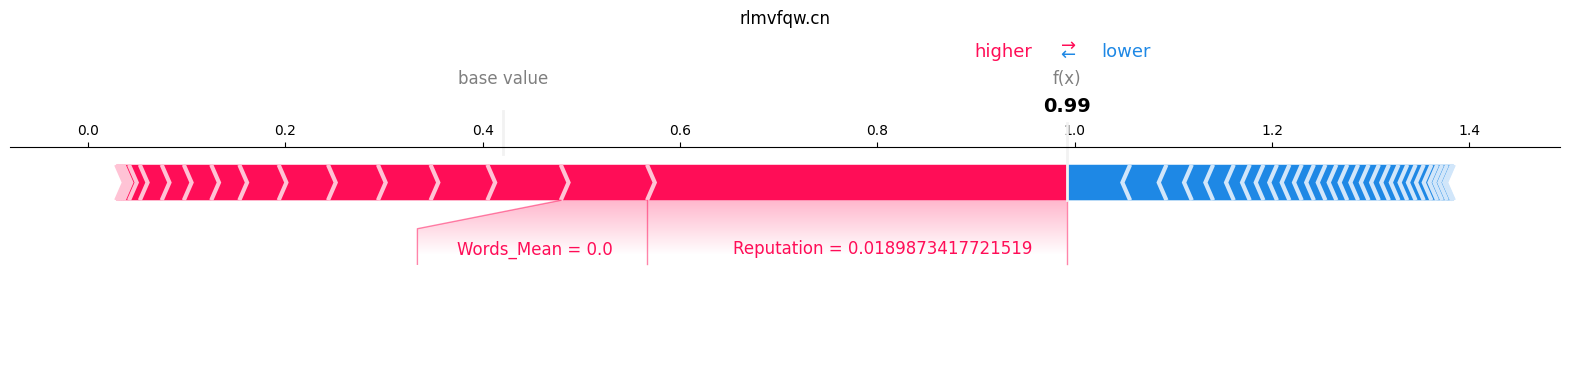 rlmvfqw.cn
higher → ← lower
base value f(x)
0.99
0.0 0.2 0.4 0.6 0.8 1.0 1.2 1.4
Words_Mean = 0.0 Reputation = 0.0189873417721519